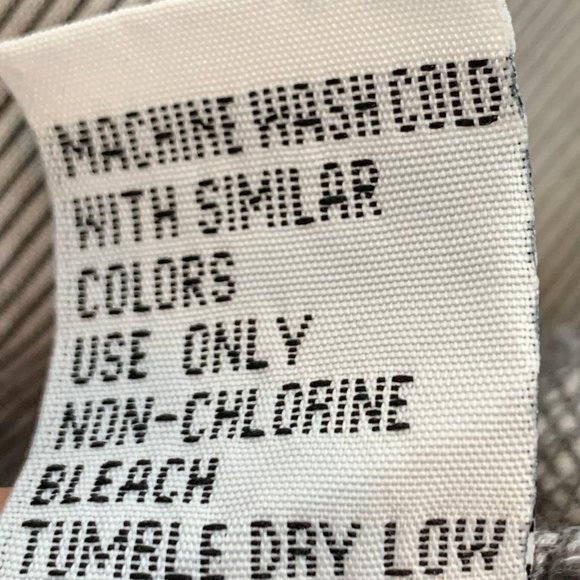 MACHINE WASH COLD
WITH SIMILAR
COLORS
USE ONLY
NON-CHLORINE
BLEACH
TUMBLE DRY LOW